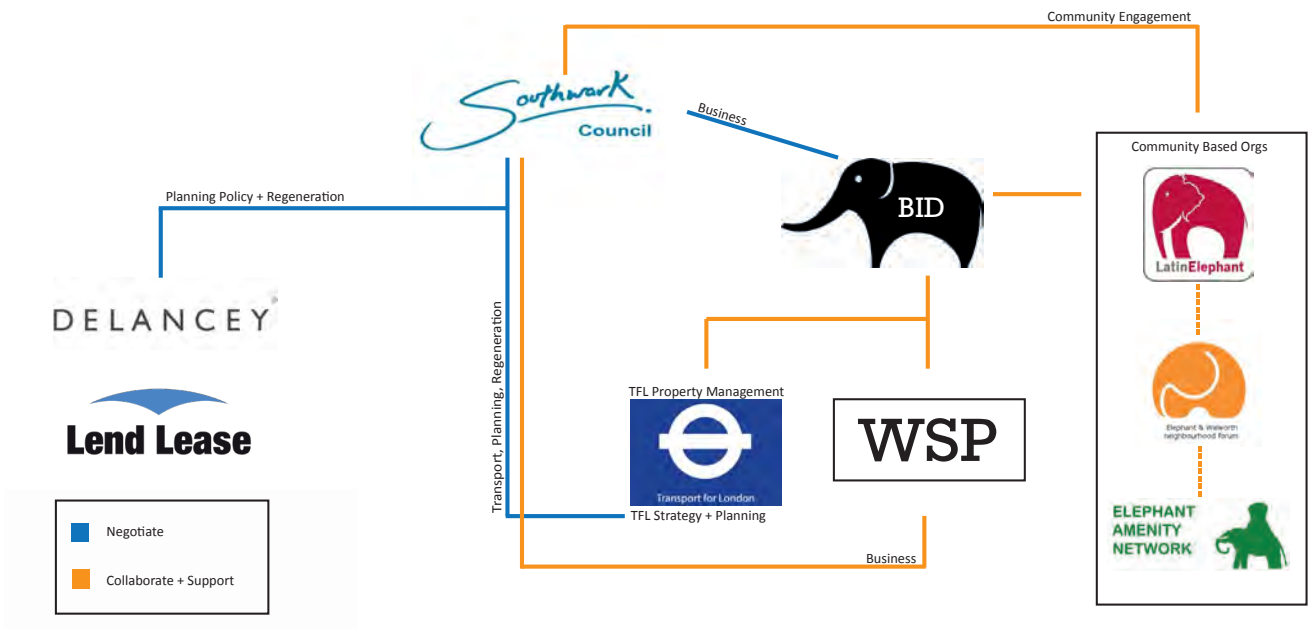 Community Engagement
Southwark
Council
Business
BID
Community Based Orgs
LatinElephant
Planning Policy + Regeneration
DELANCEY
Lend Lease
Transport, Planning, Regeneration
TFL Property Management
Transport for London
TFL Strategy + Planning
WSP
Business
Elephant & Walworth
neighbourhood forum
ELEPHANT
AMENITY
NETWORK
Negotiate
Collaborate + Support